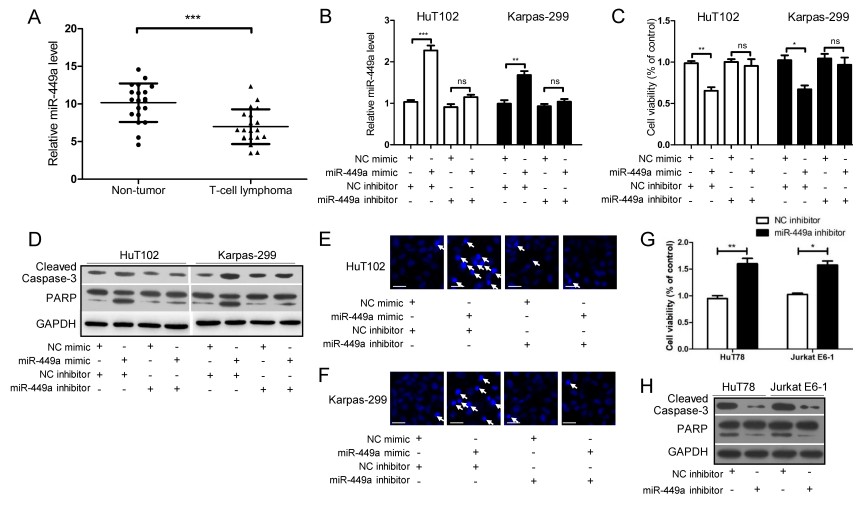 A
***
Relative miR-449a level
20
15
10
5
0
Non-tumor
T-cell lymphoma
B
HuT102
Karpas-299
Relative miR-449a level
3
2
1
0
***
ns
**
ns
NC mimic + - + - + - + -
miR-449a mimic - + - + - + - +
NC inhibitor + + - - + + - -
miR-449a inhibitor - - + + - - + +
C
HuT102
Karpas-299
Cell viability (% of control)
1.5
1.0
0.5
0.0
**
ns
*
ns
NC mimic + - + - + - + -
miR-449a mimic - + - + - + - +
NC inhibitor + + - - + + - -
miR-449a inhibitor - - + + - - + +
D
HuT102
Karpas-299
Cleaved
Caspase-3
PARP
GAPDH
NC mimic + - + - + - + -
miR-449a mimic - + - + - + - +
NC inhibitor + + - - + + - -
miR-449a inhibitor - - + + - - + +
E
HuT102
NC mimic + - + -
miR-449a mimic - + - +
NC inhibitor + + - -
miR-449a inhibitor - - + +
F
Karpas-299
NC mimic + - + -
miR-449a mimic - + - +
NC inhibitor + + - -
miR-449a inhibitor - - + +
G
NC inhibitor
miR-449a inhibitor
Cell viability (% of control)
2.0
1.5
1.0
0.5
0.0
**
*
HuT78
Jurkat E6-1
H
HuT78
Jurkat E6-1
Cleaved
Caspase-3
PARP
GAPDH
NC inhibitor + - + -
miR-449a inhibitor - + - +